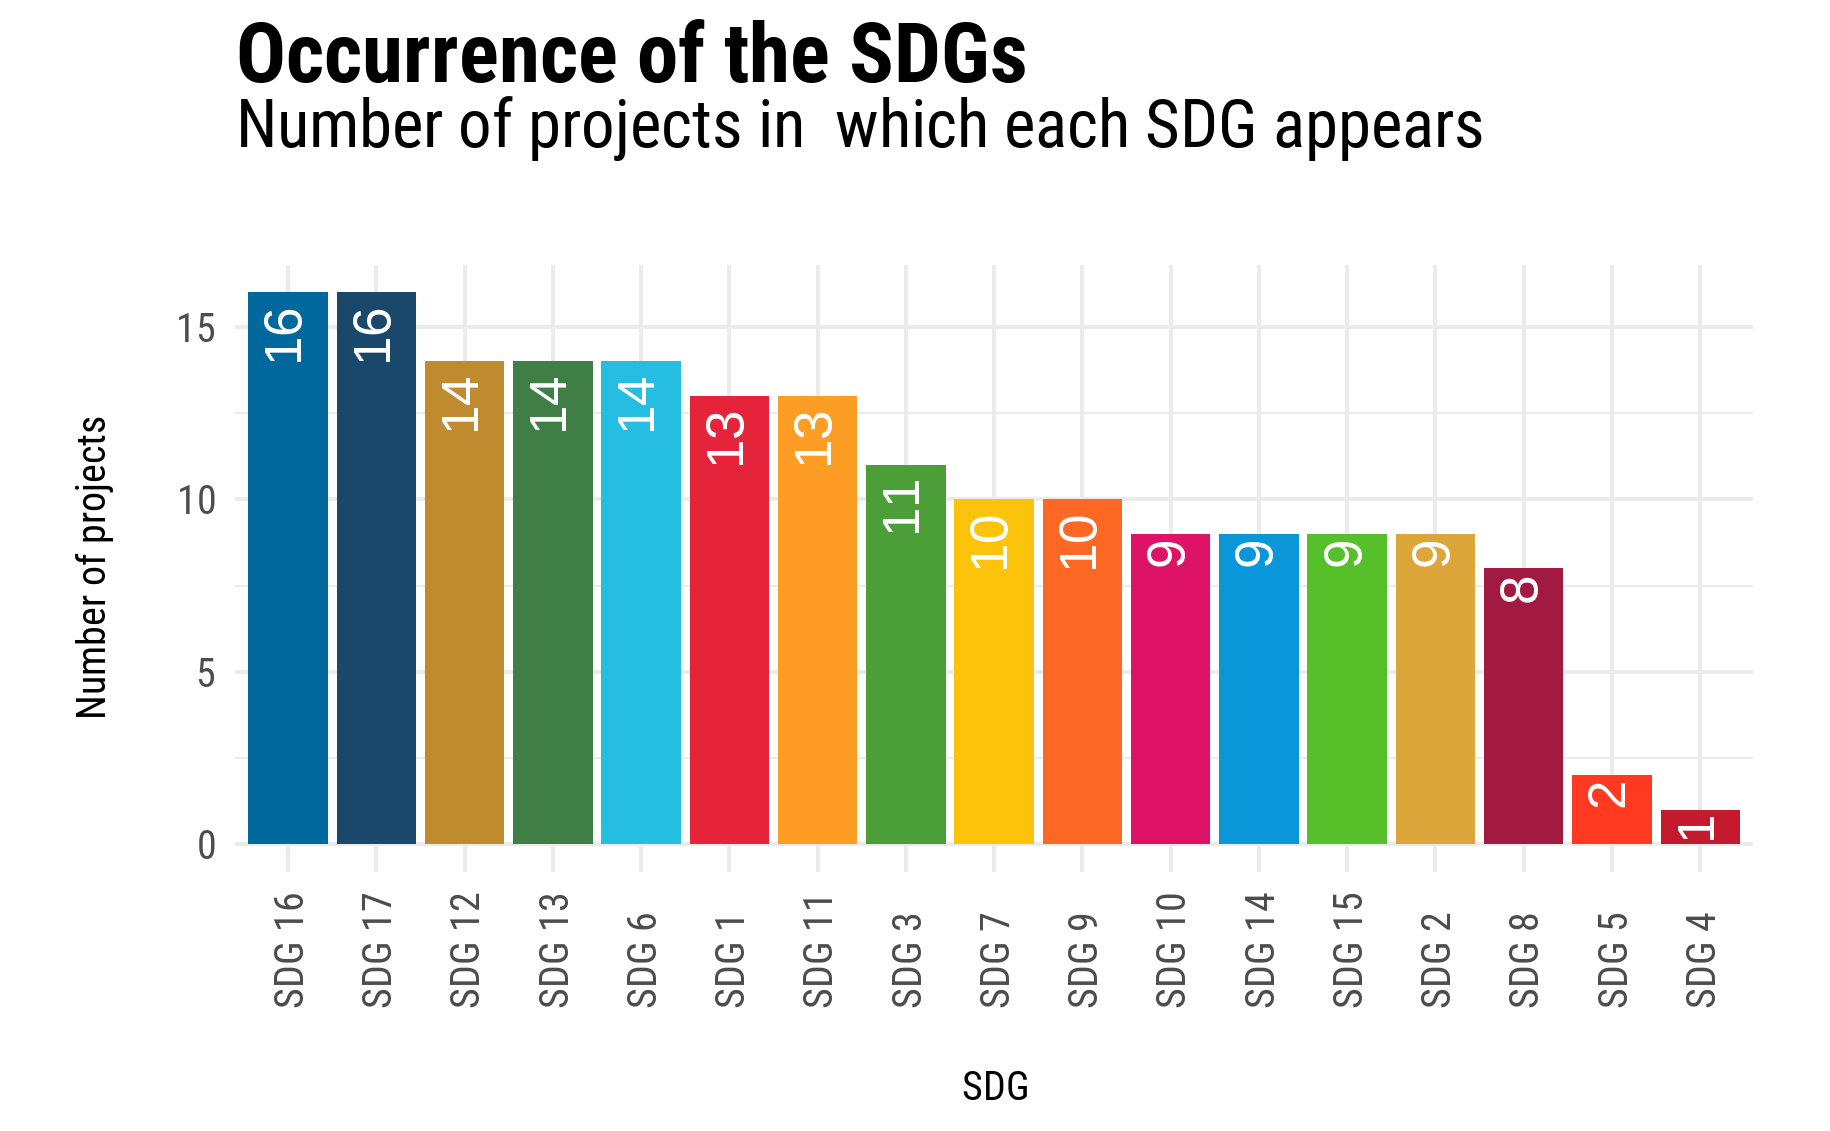 Occurrence of the SDGs
Number of projects in  which each SDG appears
Number of projects
15
10
5
0
16
16
14
14
14
13
13
11
10
10
9
9
9
9
8
2
1
SDG 16
SDG 17
SDG 12
SDG 13
SDG 6
SDG 1
SDG 11
SDG 3
SDG 7
SDG 9
SDG 10
SDG 14
SDG 15
SDG 2
SDG 8
SDG 5
SDG 4
SDG